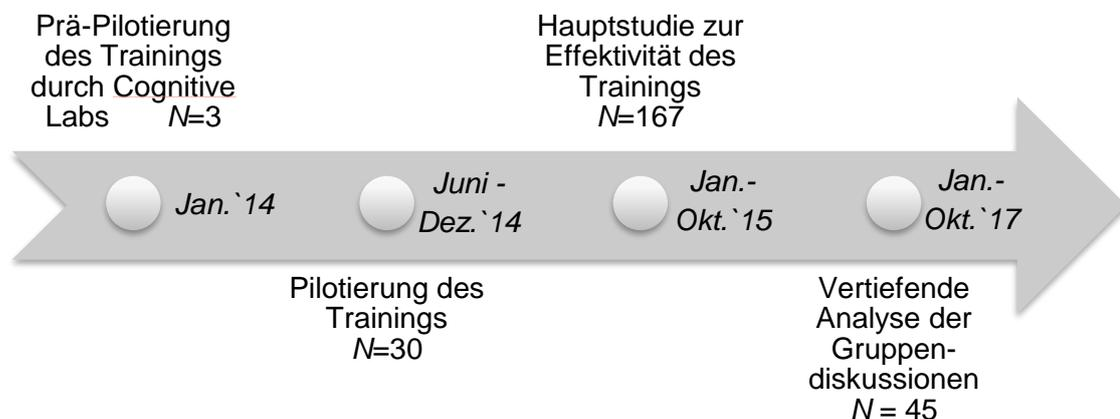 Prä-Pilotierung
des Trainings
durch Cognitive
Labs N=3
Hauptstudie zur
Effektivität des
Trainings
N=167
Jan.`14
Juni -
Dez.`14
Jan.-
Okt.`15
Jan.-
Okt.`17
Pilotierung des
Trainings
N=30
Vertiefende
Analyse der
Gruppen-
diskussionen
N = 45